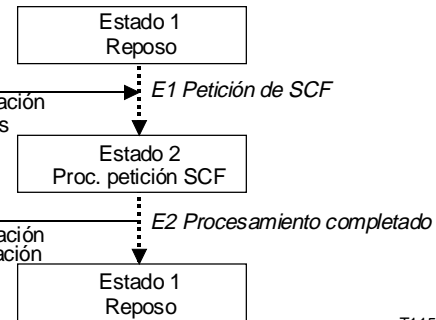 Estado 1
Reposo
E1 Petición de SCF
Estado 2
Proc. petición SCF
E2 Procesamiento completado
Estado 1
Reposo